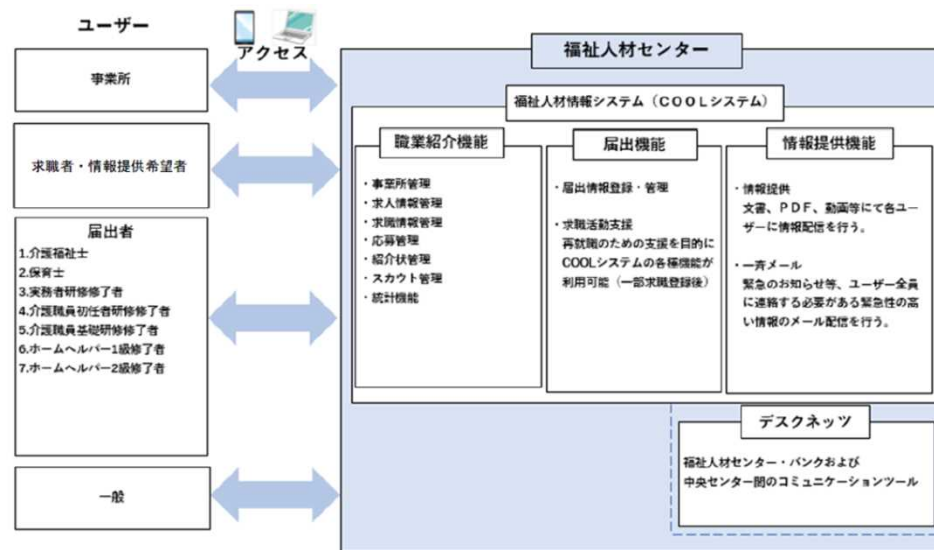 ユーザー
アクセス
事業所
求職者・情報提供希望者
届出者
1.介護福祉士
2.保育士
3.実務者研修修了者
4.介護職員初任者研修修了者
5.介護職員基礎研修修了者
6.ホームヘルパー1級修了者
7.ホームヘルパー2級修了者
一般
福祉人材センター
福祉人材情報システム（ＣＯＯＬシステム）
職業紹介機能
・事業所管理
・求人情報管理
・求職情報管理
・応募管理
・紹介状管理
・スカウト管理
・統計機能
届出機能
・届出情報登録・管理
・求職活動支援
再就職のための支援を目的に
COOLシステムの各種機能が
利用可能（一部求職登録後）
情報提供機能
・情報提供
文書、ＰＤＦ、動画等にて各ユー
ザーに情報配信を行う。
・一斉メール
緊急のお知らせ等、ユーザー全員
に連絡する必要がある緊急性の高
い情報のメール配信を行う。
デスクネッツ
福祉人材センター・バンクおよび
中央センター間のコミュニケーションツール